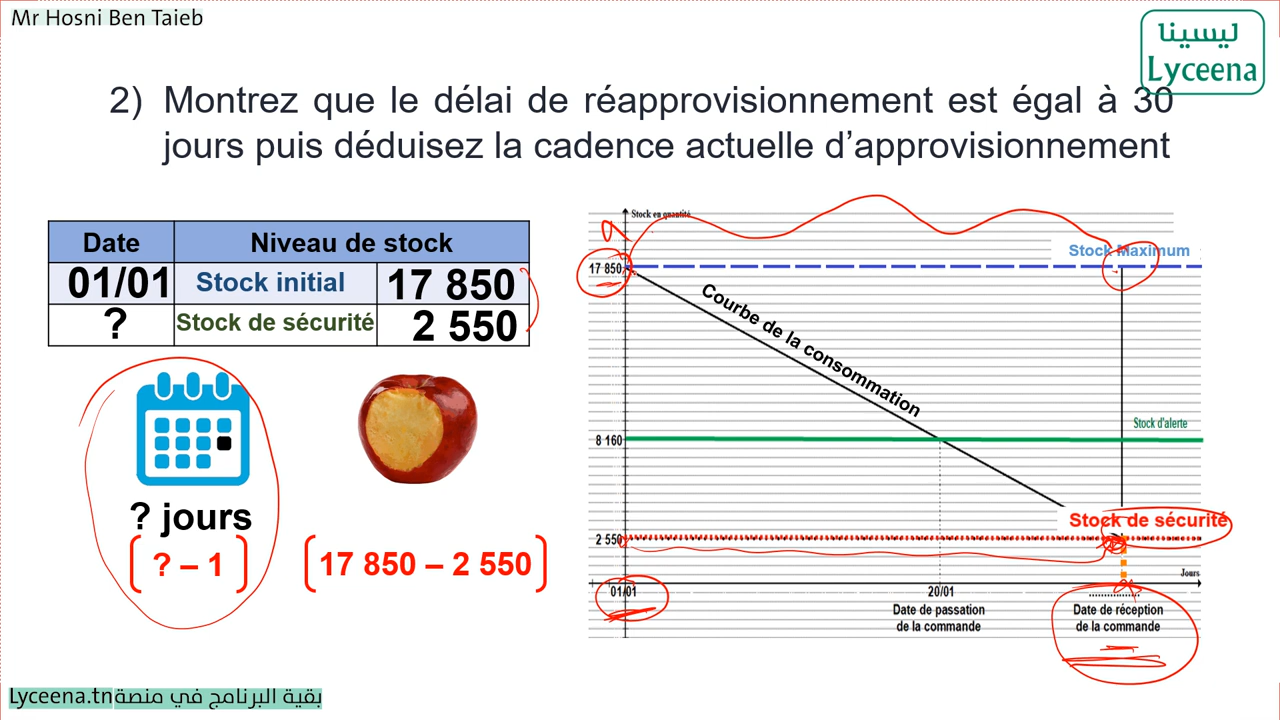 Mr Hosni Ben Taieb
ليسينا
Lyceena
2) Montrez que le délai de réapprovisionnement est égal à 30
jours puis déduisez la cadence actuelle d’approvisionnement
Date Niveau de stock
01/01 Stock initial 17 850
? Stock de sécurité 2 550
? jours
? – 1
17 850 – 2 550
Stock en quantité
Stock Maximum
17 850
Courbe de la consommation
Stock d'alerte
8 160
Stock de sécurité
2 550
Jours
01/01
20/01
Date de passation
de la commande
..............
Date de réception
de la commande
Lyceena.tn بقية البرنامج في منصة